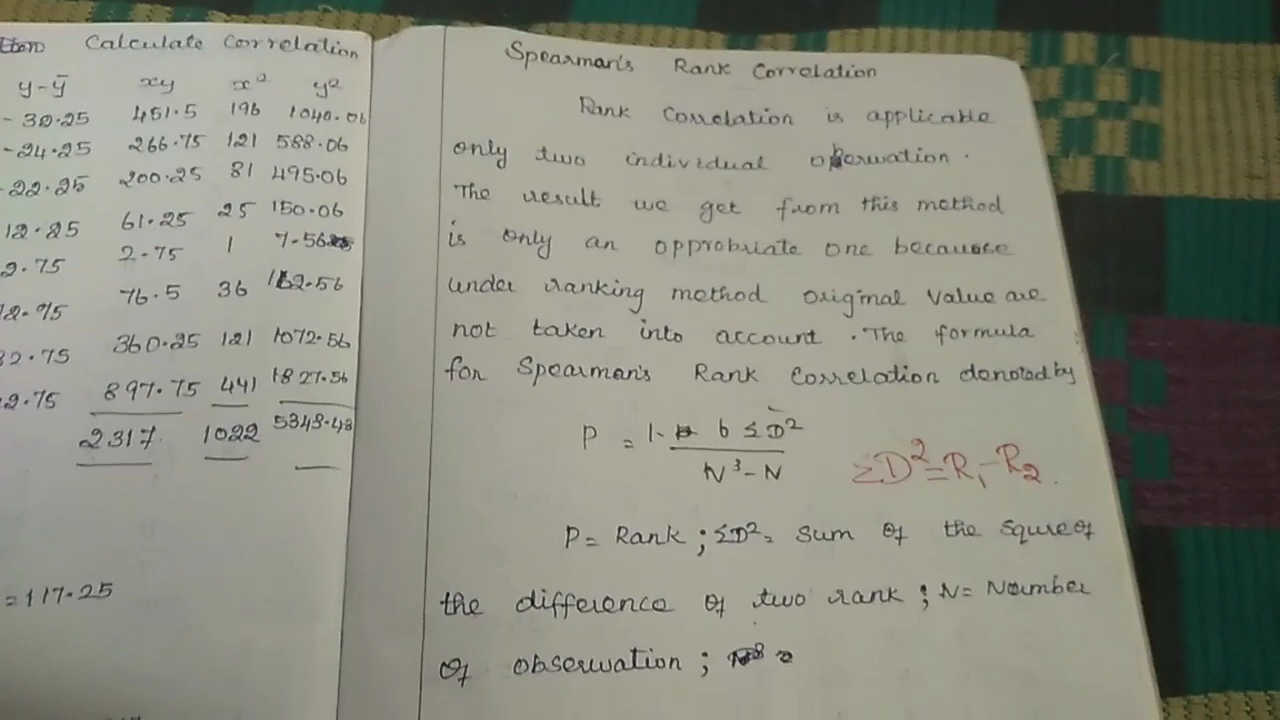 Calculate Correlation
y-ȳ xy x² y²
-32.25 451.5 196 1040.06
-24.25 266.75 121 588.06
-22.25 200.25 81 495.06
12.25 61.25 25 150.06
2.75 2.75 1 7.56
12.75 76.5 36 162.56
32.75 360.25 121 1072.56
2.75 897.75 441 1827.56
2317 1022 5343.48
=117.25
Spearman's Rank Correlation
Rank Correlation is applicable
only two individual observation.
The result we get from this method
is only an opprobriate one because
under ranking method original value are
not taken into account. The formula
for Spearman's Rank Correlation denoted by
P = 1- 6 ΣD²
N³-N
ΣD²=R₁-R₂.
P= Rank; ΣD²= Sum of the Squre of
the difference of two rank; N= Number
of observation;